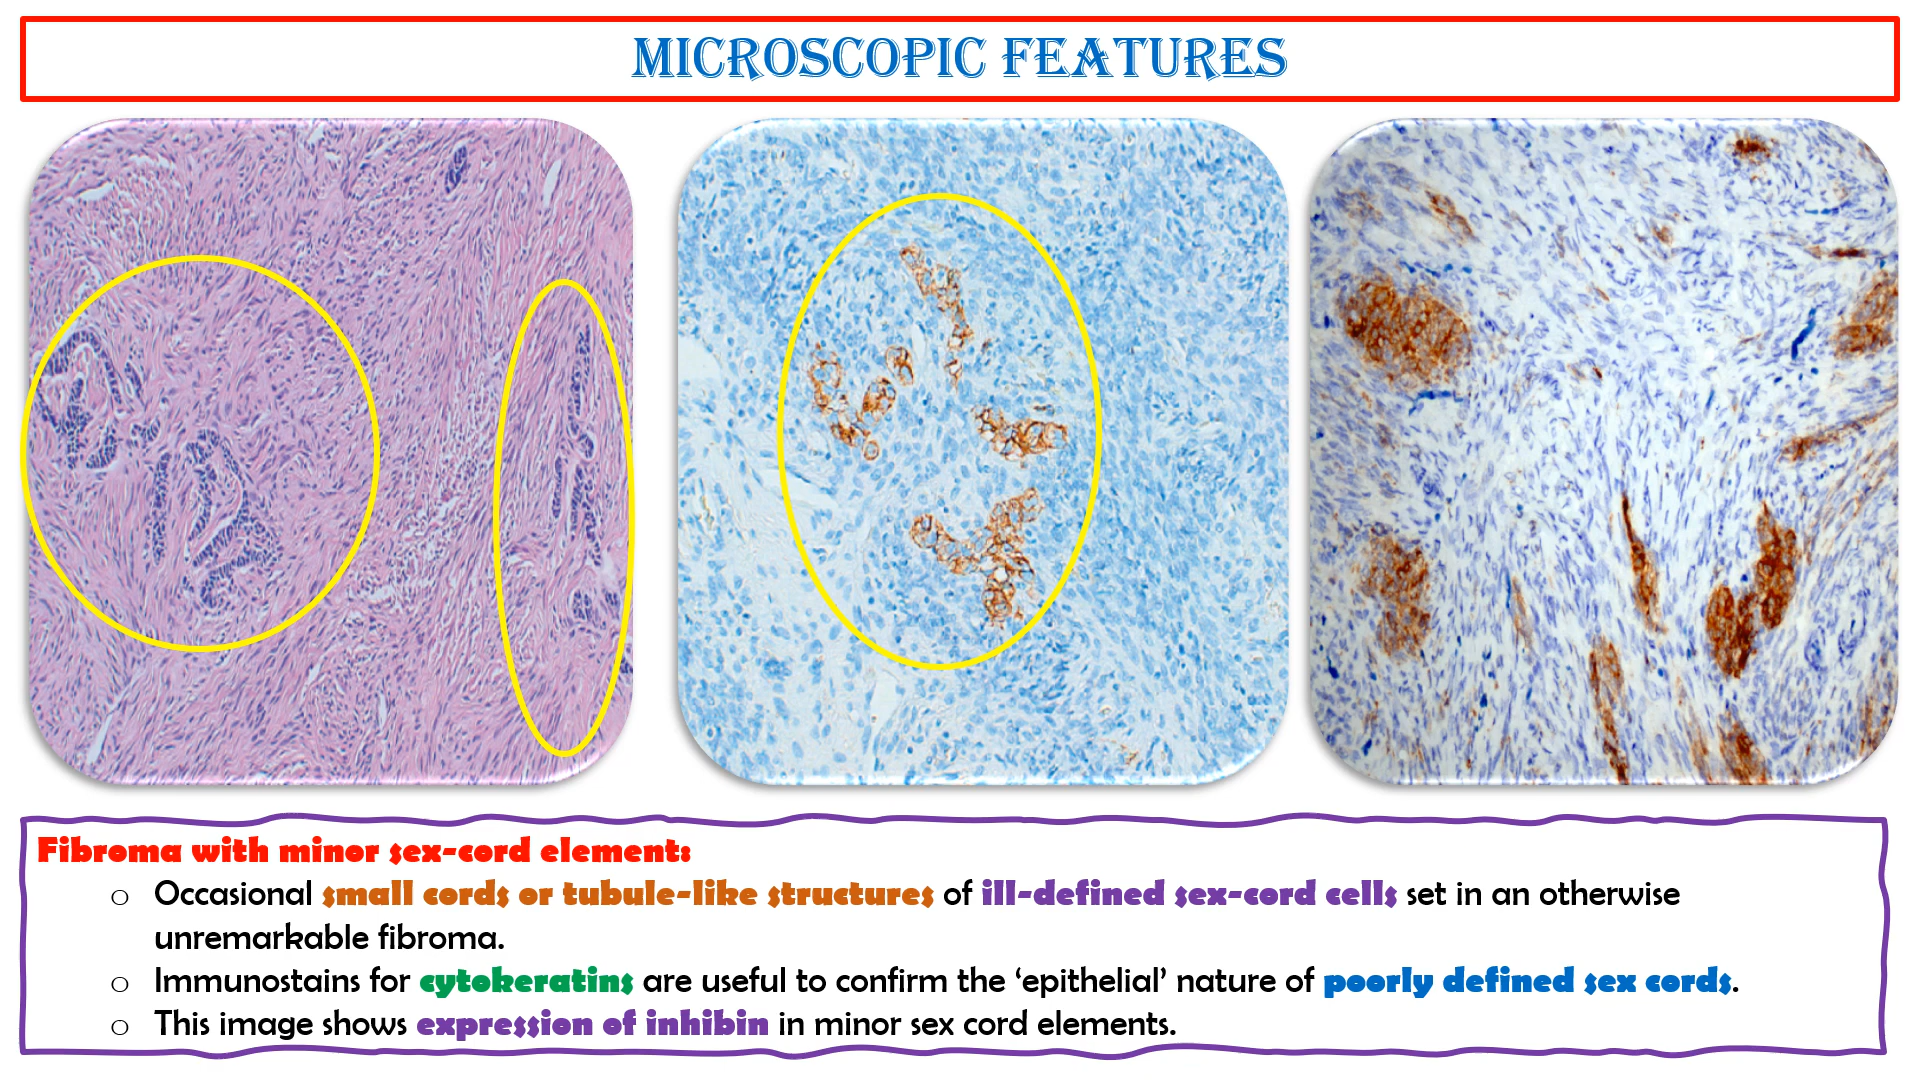 MICROSCOPIC FEATURES
Fibroma with minor sex-cord element:
o Occasional small cords or tubule-like structures of ill-defined sex-cord cells set in an otherwise
unremarkable fibroma.
o Immunostains for cytokeratins are useful to confirm the ‘epithelial’ nature of poorly defined sex cords.
o This image shows expression of inhibin in minor sex cord elements.